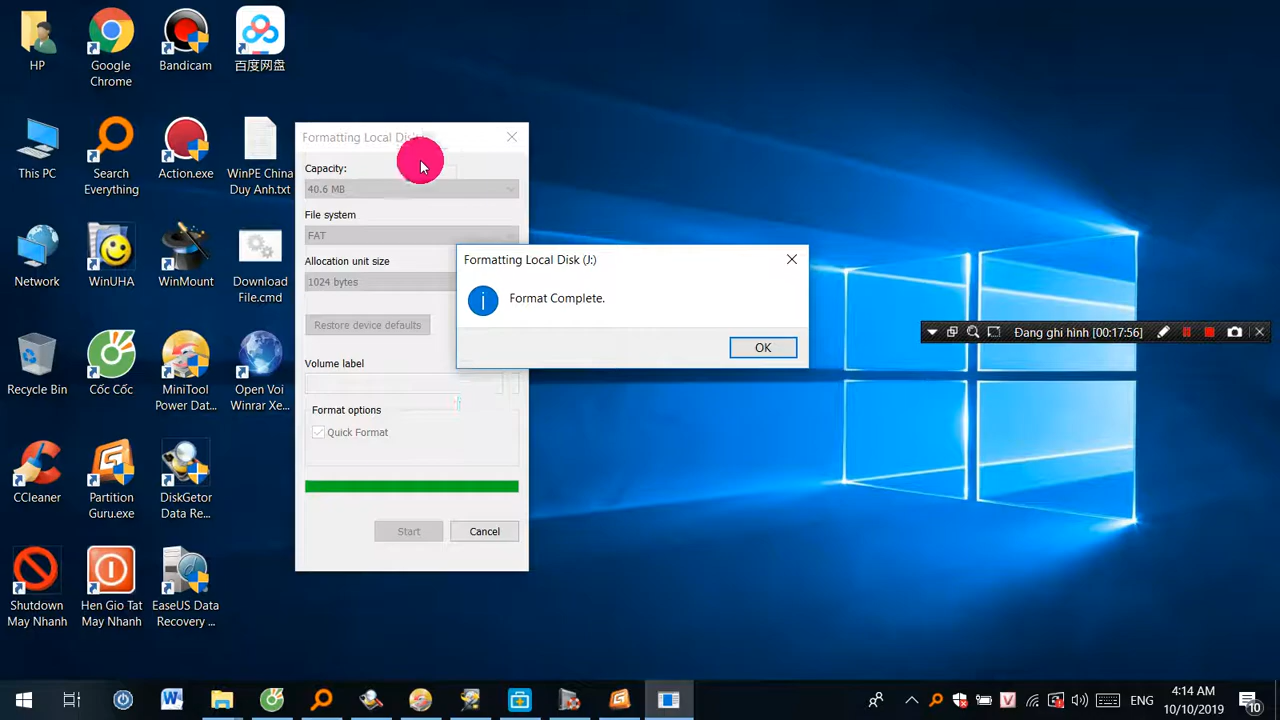 HP
Google
Chrome
Bandicam
百度网盘
This PC
Search
Everything
Action.exe
WinPE China
Duy Anh.txt
Network
WinUHA
WinMount
Download
File.cmd
Recycle Bin
Cốc Cốc
MiniTool
Power Dat...
Open Voi
Winrar Xe...
CCleaner
Partition
Guru.exe
DiskGetor
Data Re...
Shutdown
May Nhanh
Hen Gio Tat
May Nhanh
EaseUS Data
Recovery ...
Formatting Local Disk
Capacity:
40.6 MB
File system
FAT
Allocation unit size
1024 bytes
Restore device defaults
Volume label
Format options
Quick Format
Start
Cancel
Formatting Local Disk (J:)
Format Complete.
OK
Đang ghi hình [00:17:56]
ENG
4:14 AM
10/10/2019
10